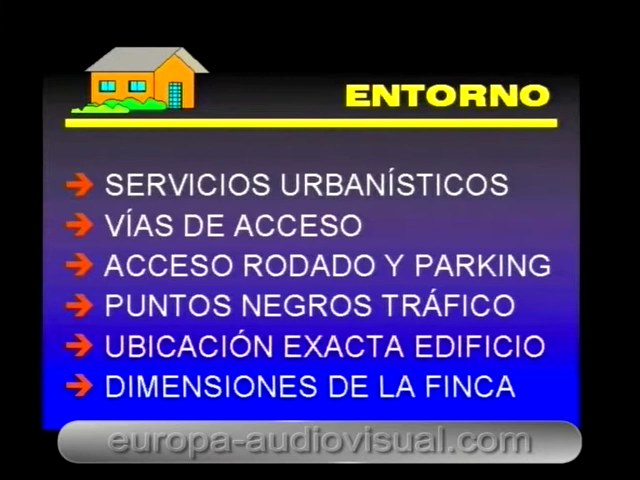 ENTORNO
SERVICIOS URBANÍSTICOS
VÍAS DE ACCESO
ACCESO RODADO Y PARKING
PUNTOS NEGROS TRÁFICO
UBICACIÓN EXACTA EDIFICIO
DIMENSIONES DE LA FINCA
europa-audiovisual.com